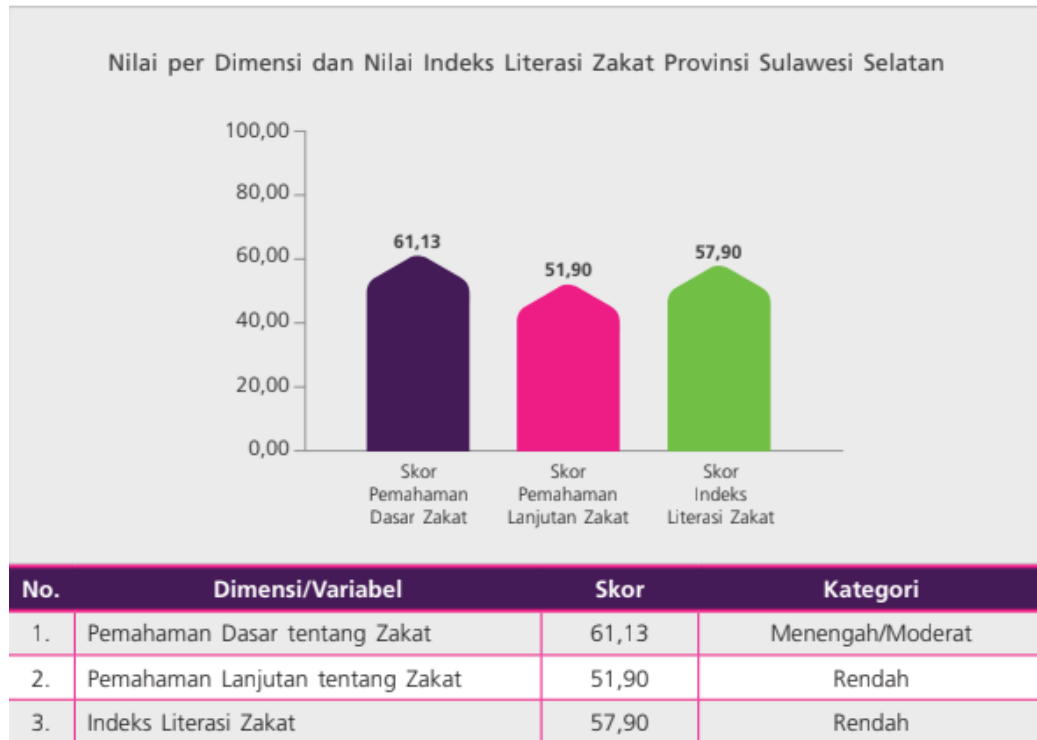 Nilai per Dimensi dan Nilai Indeks Literasi Zakat Provinsi Sulawesi Selatan
100,00
80,00
60,00
40,00
20,00
0,00
61,13
51,90
57,90
Skor
Pemahaman
Dasar Zakat
Skor
Pemahaman
Lanjutan Zakat
Skor
Indeks
Literasi Zakat
No. Dimensi/Variabel Skor Kategori
1. Pemahaman Dasar tentang Zakat 61,13 Menengah/Moderat
2. Pemahaman Lanjutan tentang Zakat 51,90 Rendah
3. Indeks Literasi Zakat 57,90 Rendah